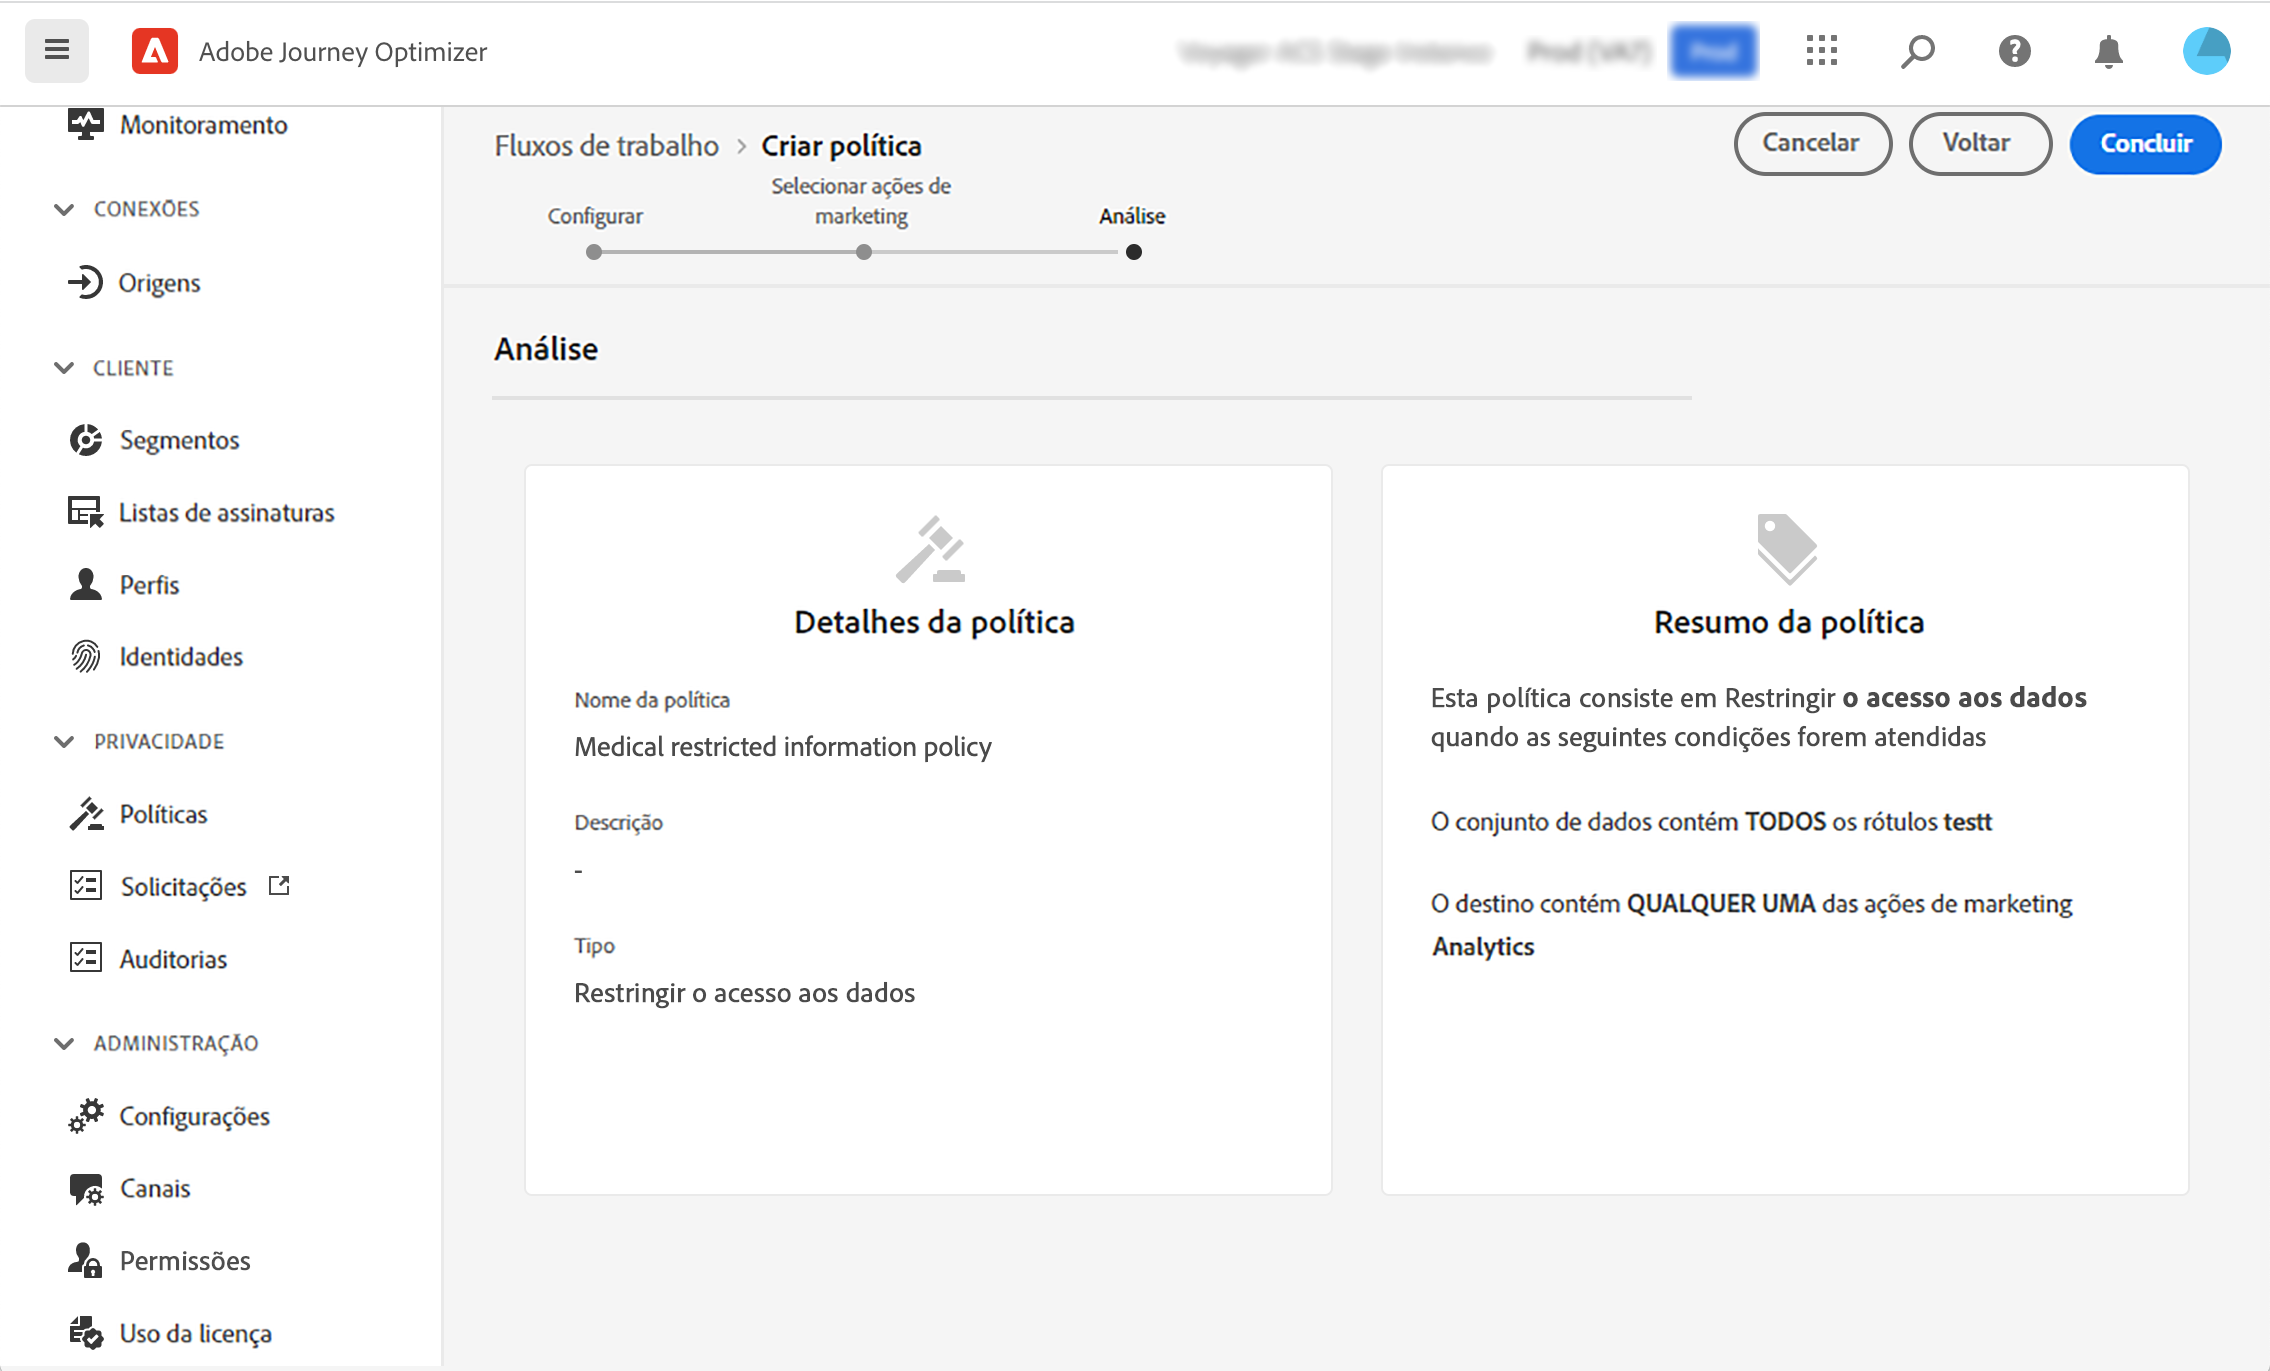 Adobe Journey Optimizer
Monitoramento
CONEXÕES
Origens
CLIENTE
Segmentos
Listas de assinaturas
Perfis
Identidades
PRIVACIDADE
Políticas
Solicitações
Auditorias
ADMINISTRAÇÃO
Configurações
Canais
Permissões
Uso da licença
Fluxos de trabalho > Criar política
Cancelar
Voltar
Concluir
Configurar
Selecionar ações de
marketing
Análise
Análise
Detalhes da política
Nome da política
Medical restricted information policy
Descrição
-
Tipo
Restringir o acesso aos dados
Resumo da política
Esta política consiste em Restringir o acesso aos dados
quando as seguintes condições forem atendidas
O conjunto de dados contém TODOS os rótulos testt
O destino contém QUALQUER UMA das ações de marketing
Analytics